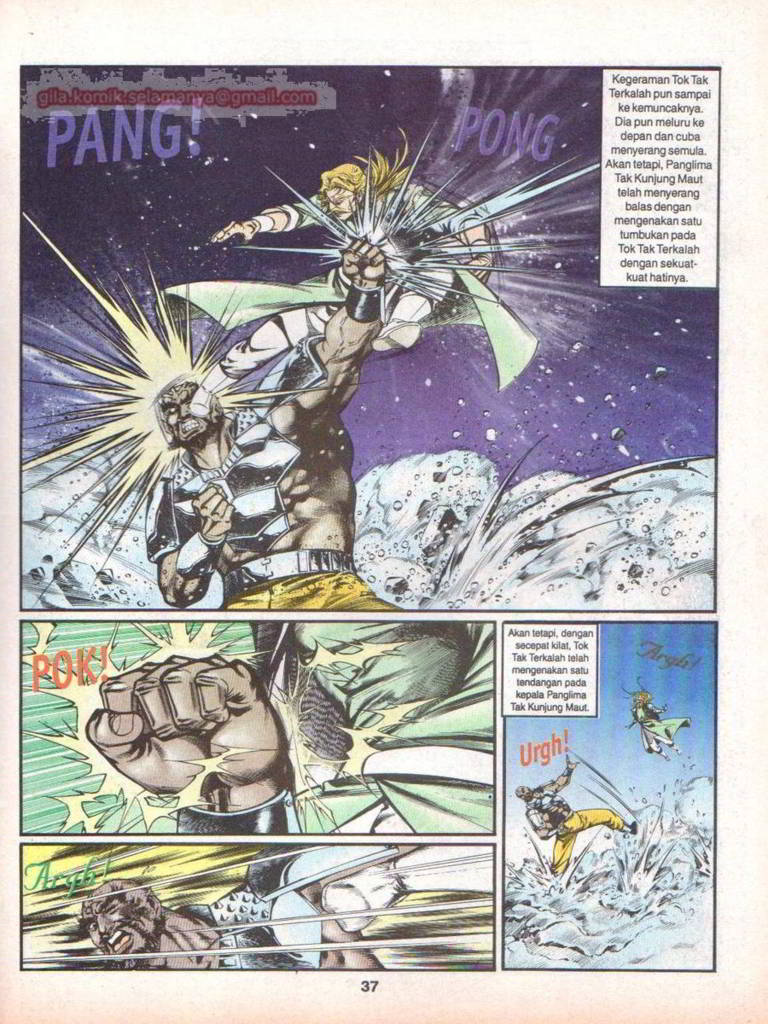 gila.komik.selamanya@gmail.com
PANG!
PONG
Kegeraman Tok Tak
Terkalah pun sampai
ke kemuncaknya.
Dia pun meluru ke
depan dan cuba
menyerang semula.
Akan tetapi, Panglima
Tak Kunjung Maut
telah menyerang
balas dengan
mengenakan satu
tumbukan pada
Tok Tak Terkalah
dengan sekuat-
kuat hatinya.
POK!
Argh!
Akan tetapi, dengan
secepat kilat, Tok
Tak Terkalah telah
mengenakan satu
tendangan pada
kepala Panglima
Tak Kunjung Maut.
Argh!
Urgh!
37